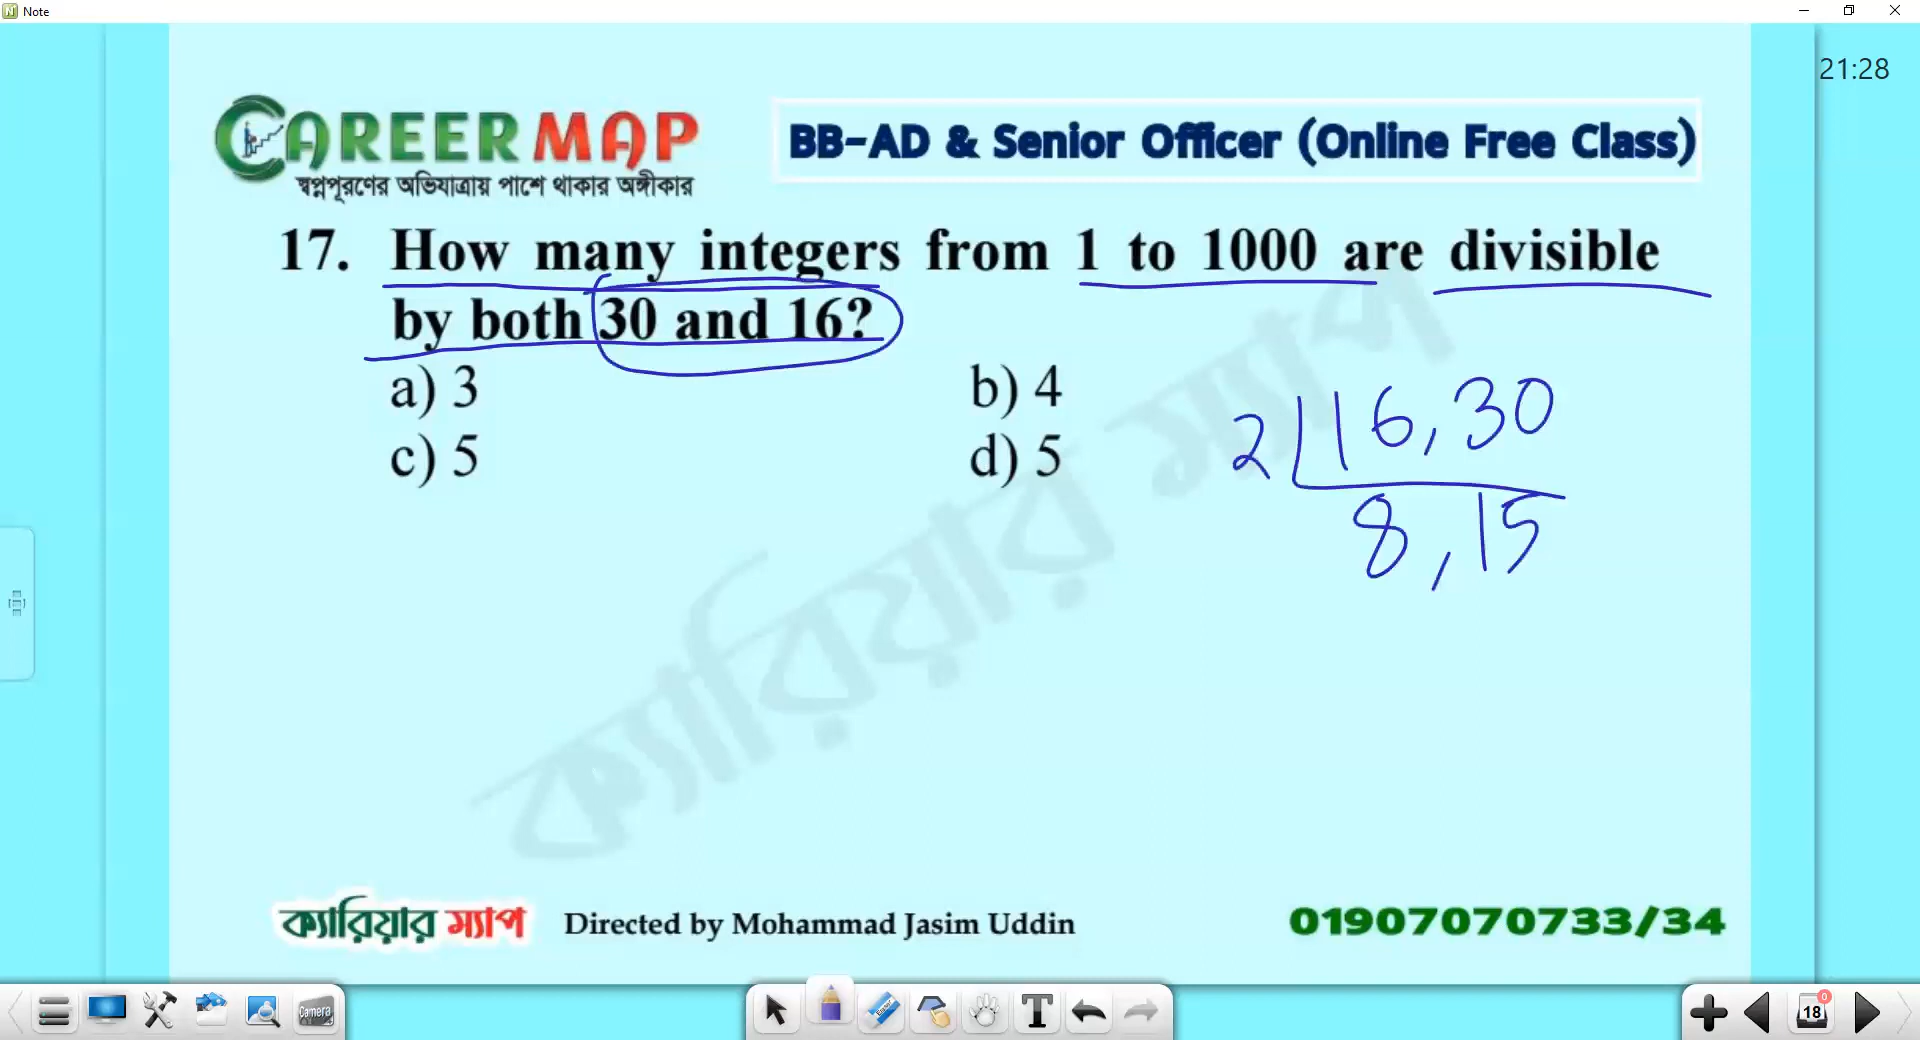 Note
21:28
CAREER MAP
স্বপ্নপূরণের অভিযাত্রায় পাশে থাকার অঙ্গীকার
BB-AD & Senior Officer (Online Free Class)
17. How many integers from 1 to 1000 are divisible
by both 30 and 16?
a) 3
b) 4
c) 5
d) 5
2 16, 30
8, 15
ক্যারিয়ার ম্যাপ
ক্যারিয়ার ম্যাপ
Directed by Mohammad Jasim Uddin
01907070733/34
Camera
T
0
18